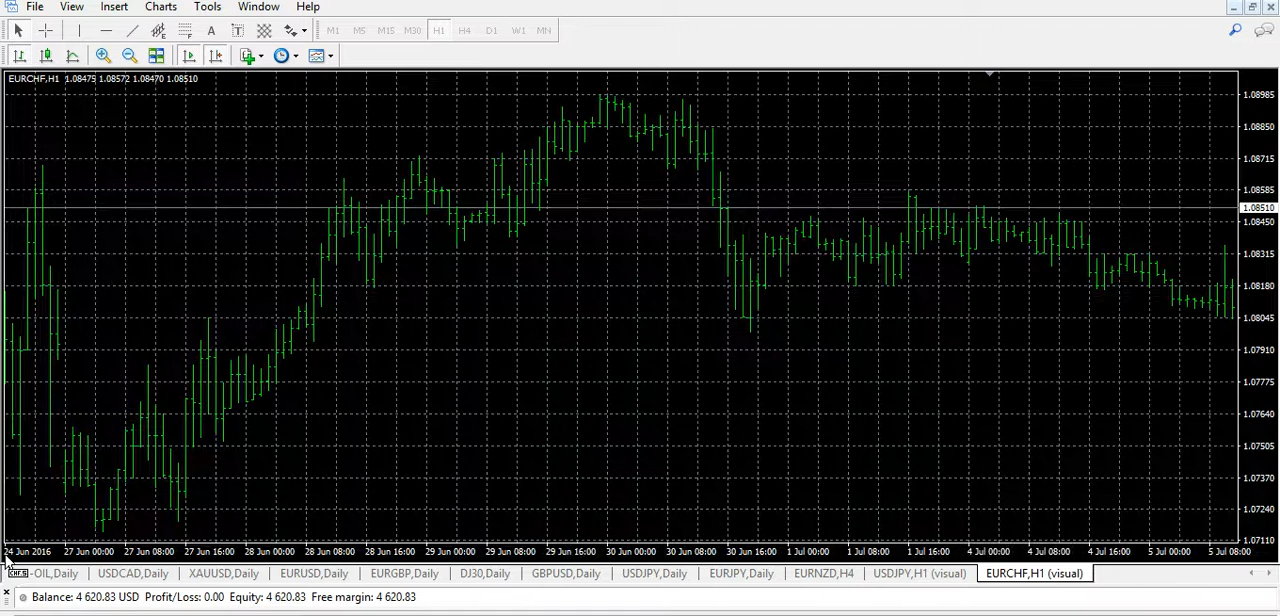 File View Insert Charts Tools Window Help
A T M1 M5 M15 M30 H1 H4 D1 W1 MN
EURCHF,H1 1.08475 1.08572 1.08470 1.08510
1.08985
1.08850
1.08715
1.08585
1.08510
1.08450
1.08315
1.08180
1.08045
1.07910
1.07775
1.07640
1.07505
1.07370
1.07240
1.07110
24 Jun 2016 27 Jun 00:00 27 Jun 08:00 27 Jun 16:00 28 Jun 00:00 28 Jun 08:00 28 Jun 16:00 29 Jun 00:00 29 Jun 08:00 29 Jun 16:00 30 Jun 00:00 30 Jun 08:00 30 Jun 16:00 1 Jul 00:00 1 Jul 08:00 1 Jul 16:00 4 Jul 00:00 4 Jul 08:00 4 Jul 16:00 5 Jul 00:00 5 Jul 08:00
-OIL,Daily USDCAD,Daily XAUUSD,Daily EURUSD,Daily EURGBP,Daily DJ30,Daily GBPUSD,Daily USDJPY,Daily EURJPY,Daily EURNZD,H4 USDJPY,H1 (visual) EURCHF,H1 (visual)
Balance: 4 620.83 USD Profit/Loss: 0.00 Equity: 4 620.83 Free margin: 4 620.83